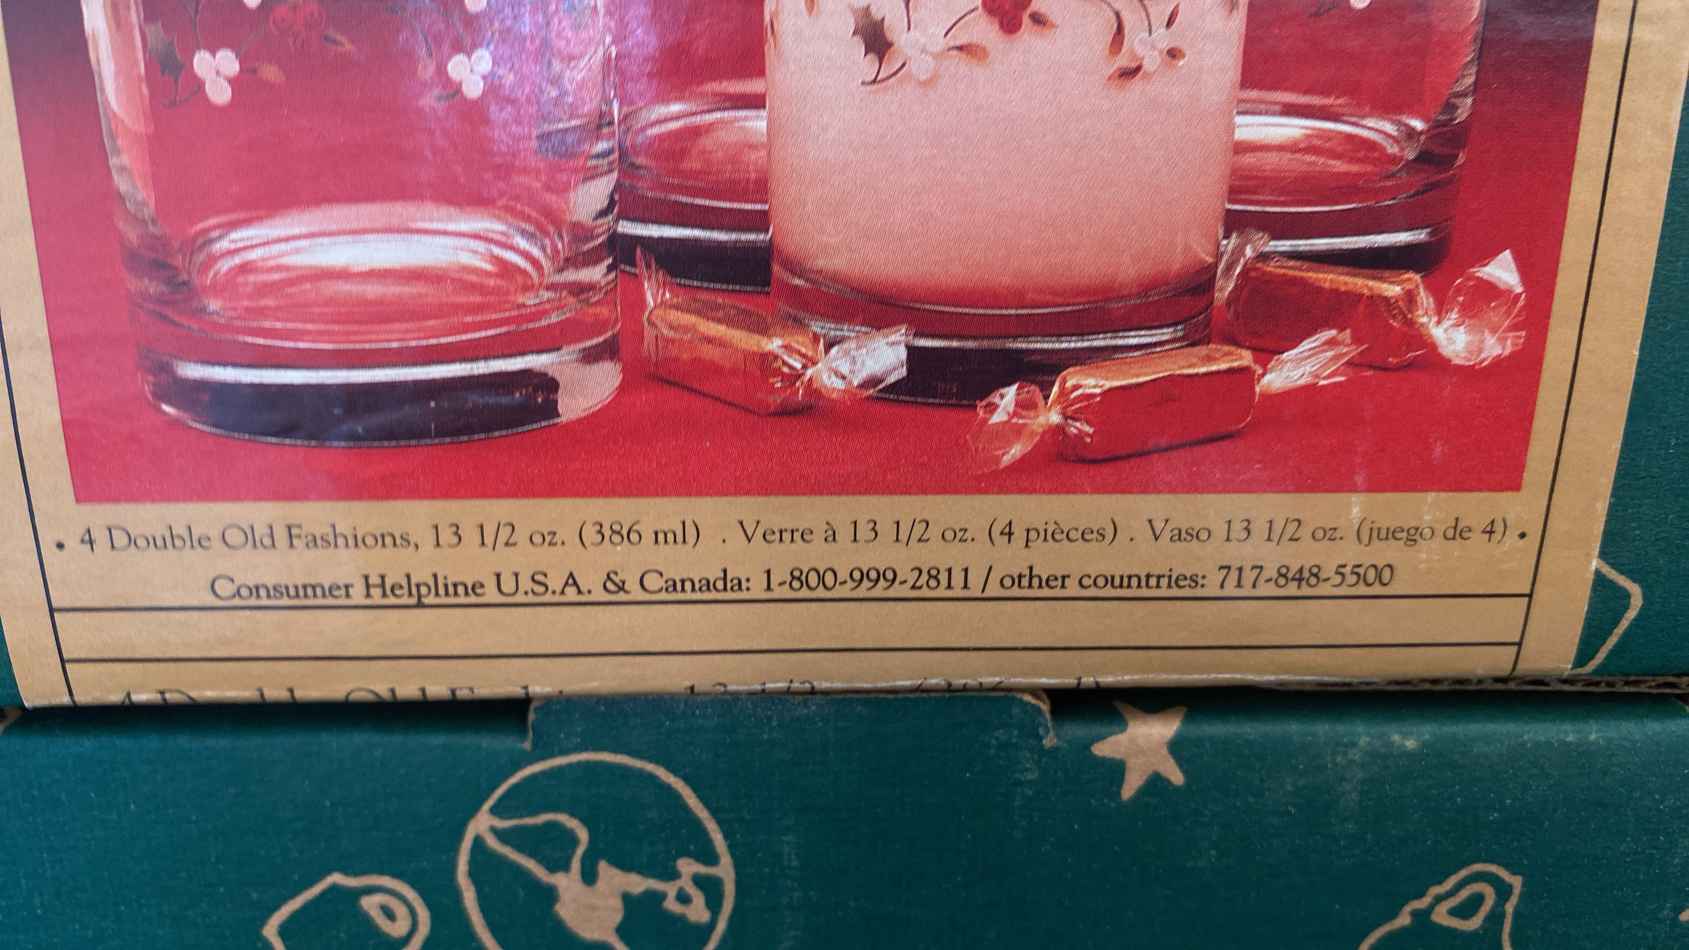 • 4 Double Old Fashions, 13 1/2 oz. (386 ml) . Verre à 13 1/2 oz. (4 pièces) . Vaso 13 1/2 oz. (juego de 4) •
Consumer Helpline U.S.A. & Canada: 1-800-999-2811 / other countries: 717-848-5500